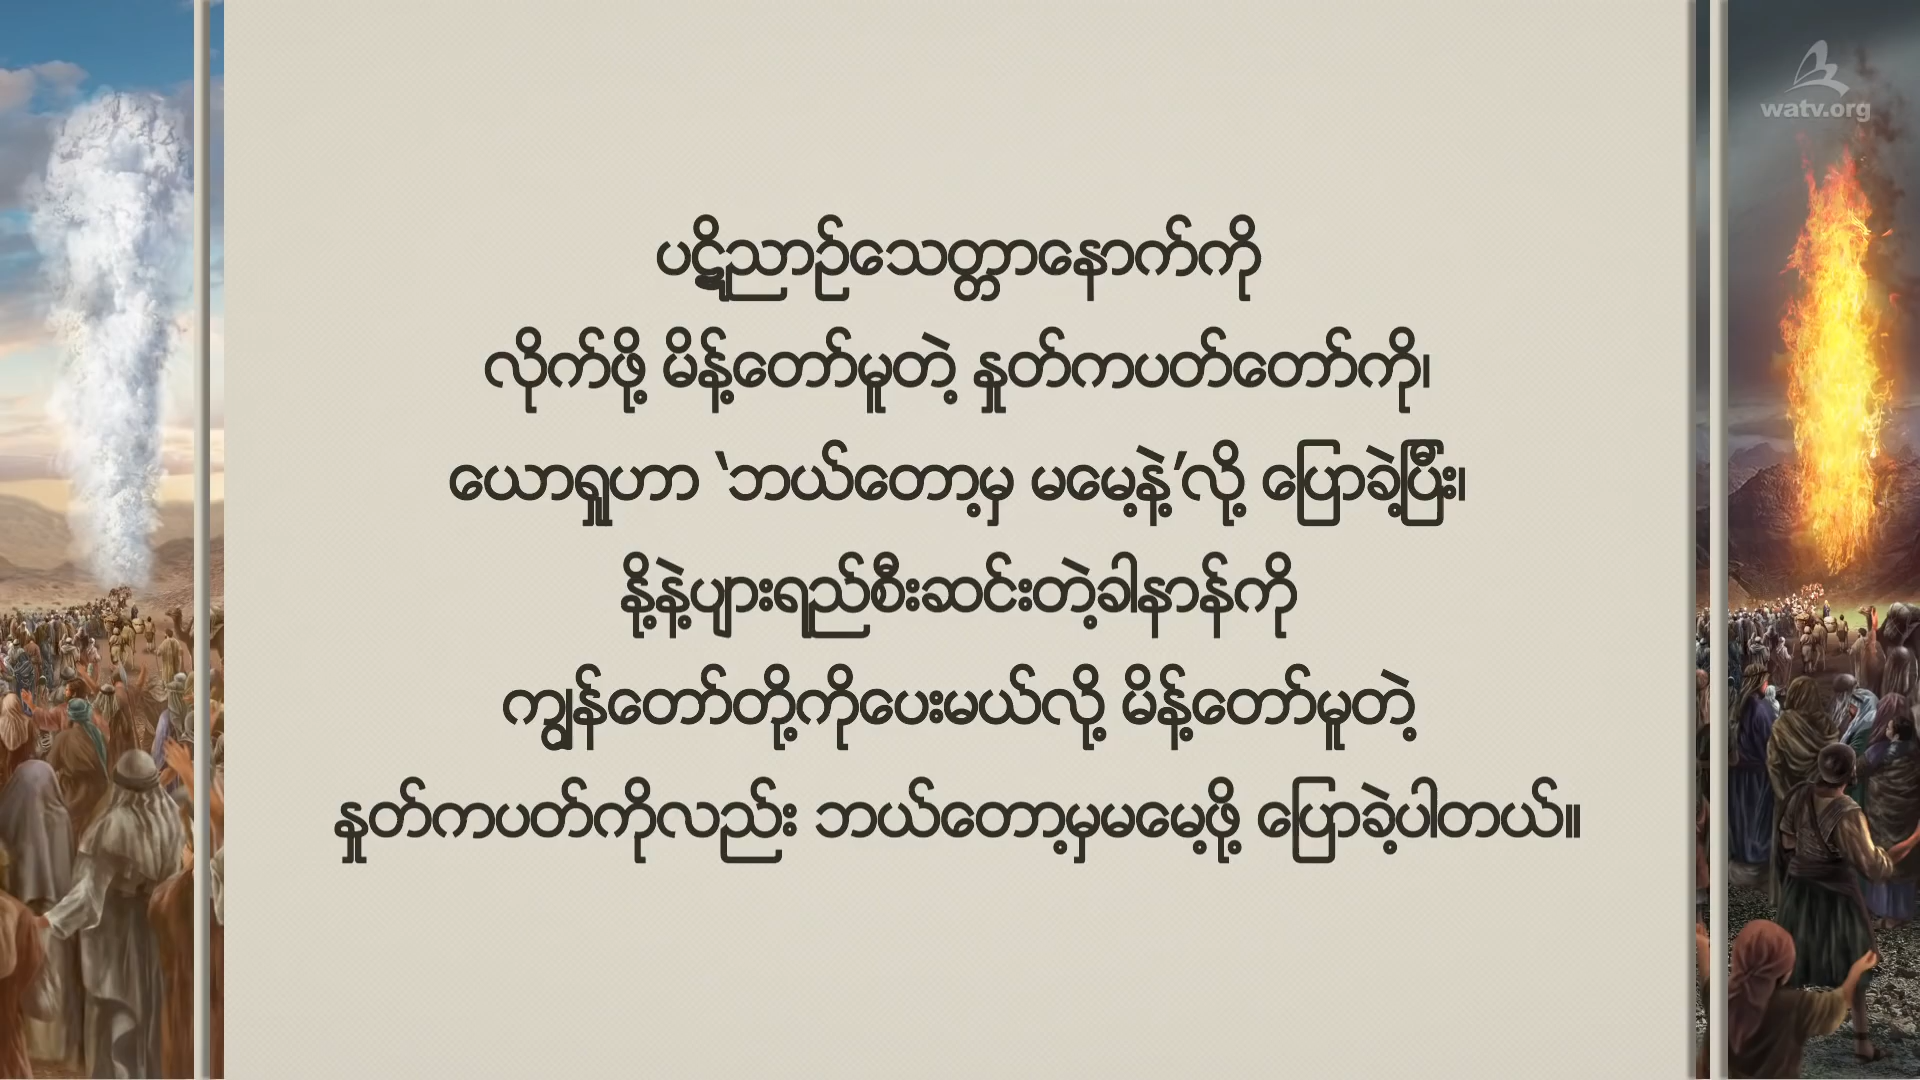 watv.org
ပဋိညာဉ်သေတ္တာနောက်ကို
လိုက်ဖို့ မိန့်တော်မူတဲ့ နှုတ်ကပတ်တော်ကို၊
ယောရှုဟာ ‘ဘယ်တော့မှ မမေ့နဲ့’လို့ ပြောခဲ့ပြီး၊
နို့နဲ့ပျားရည်စီးဆင်းတဲ့ခါနာန်ကို
ကျွန်တော်တို့ကိုပေးမယ်လို့ မိန့်တော်မူတဲ့
နှုတ်ကပတ်ကိုလည်း ဘယ်တော့မှမမေ့ဖို့ ပြောခဲ့ပါတယ်။